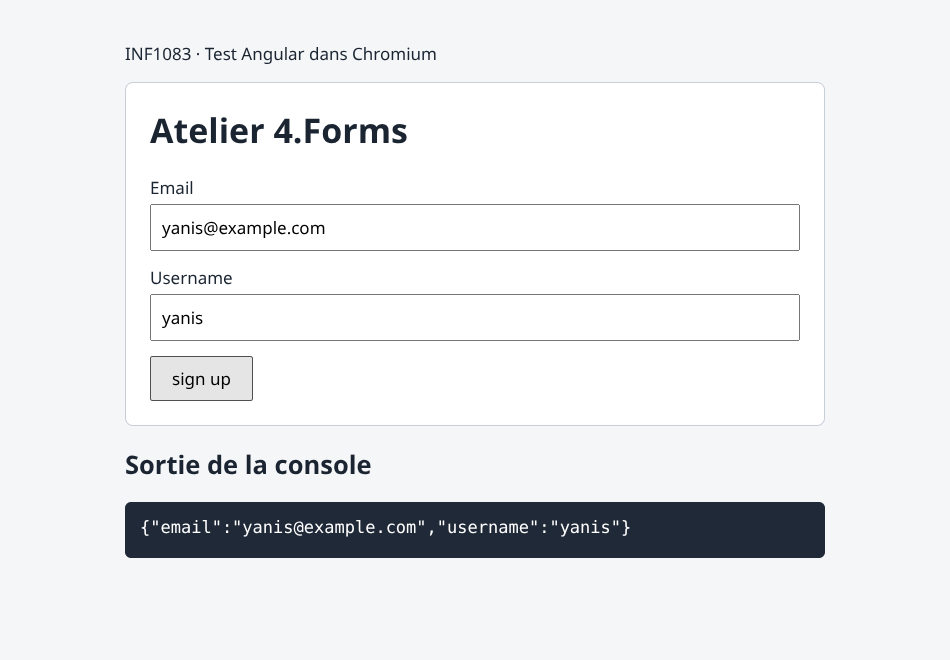 INF1083 · Test Angular dans Chromium
Atelier 4.Forms
Email
yanis@example.com
Username
yanis
sign up
Sortie de la console
{"email":"yanis@example.com","username":"yanis"}